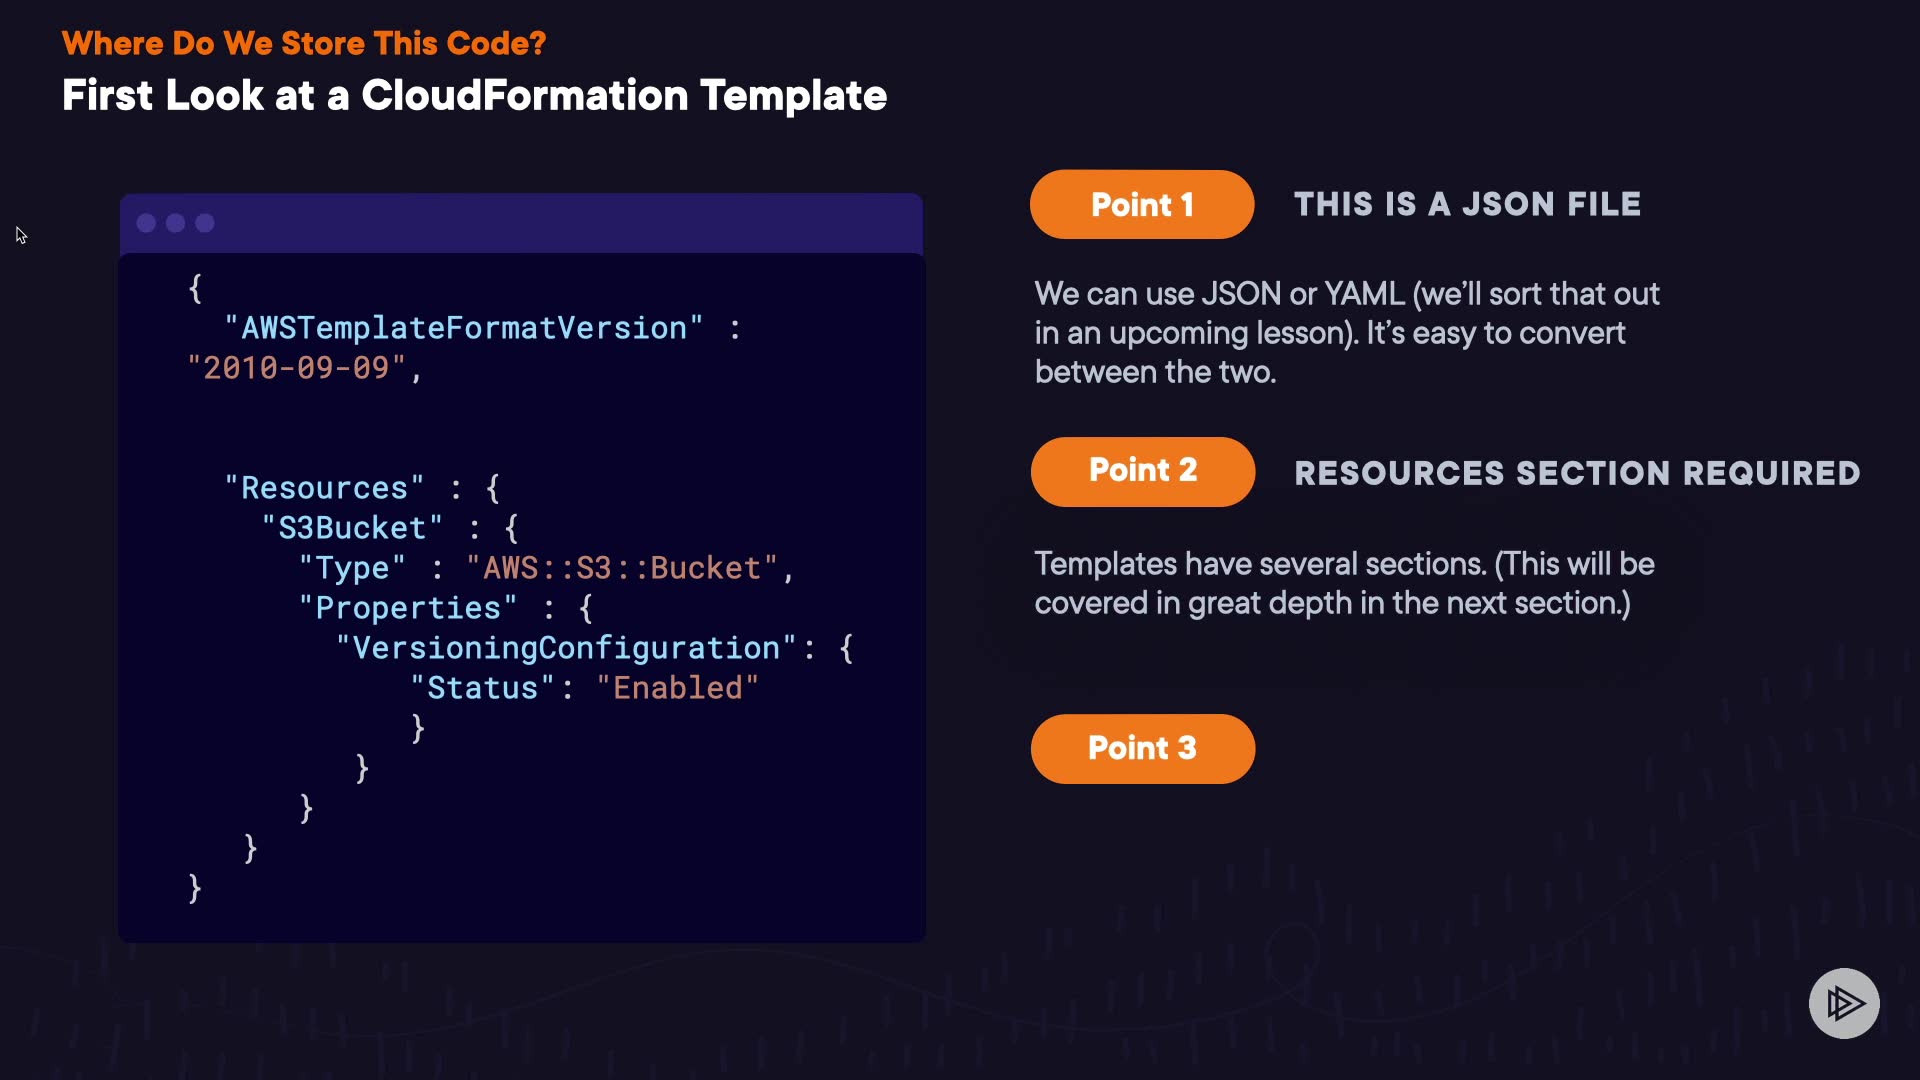 Where Do We Store This Code?
First Look at a CloudFormation Template
{
"AWSTemplateFormatVersion" :
"2010-09-09",
"Resources" : {
"S3Bucket" : {
"Type" : "AWS::S3::Bucket",
"Properties" : {
"VersioningConfiguration": {
"Status": "Enabled"
}
}
}
}
}
Point 1
THIS IS A JSON FILE
We can use JSON or YAML (we’ll sort that out
in an upcoming lesson). It’s easy to convert
between the two.
Point 2
RESOURCES SECTION REQUIRED
Templates have several sections. (This will be
covered in great depth in the next section.)
Point 3